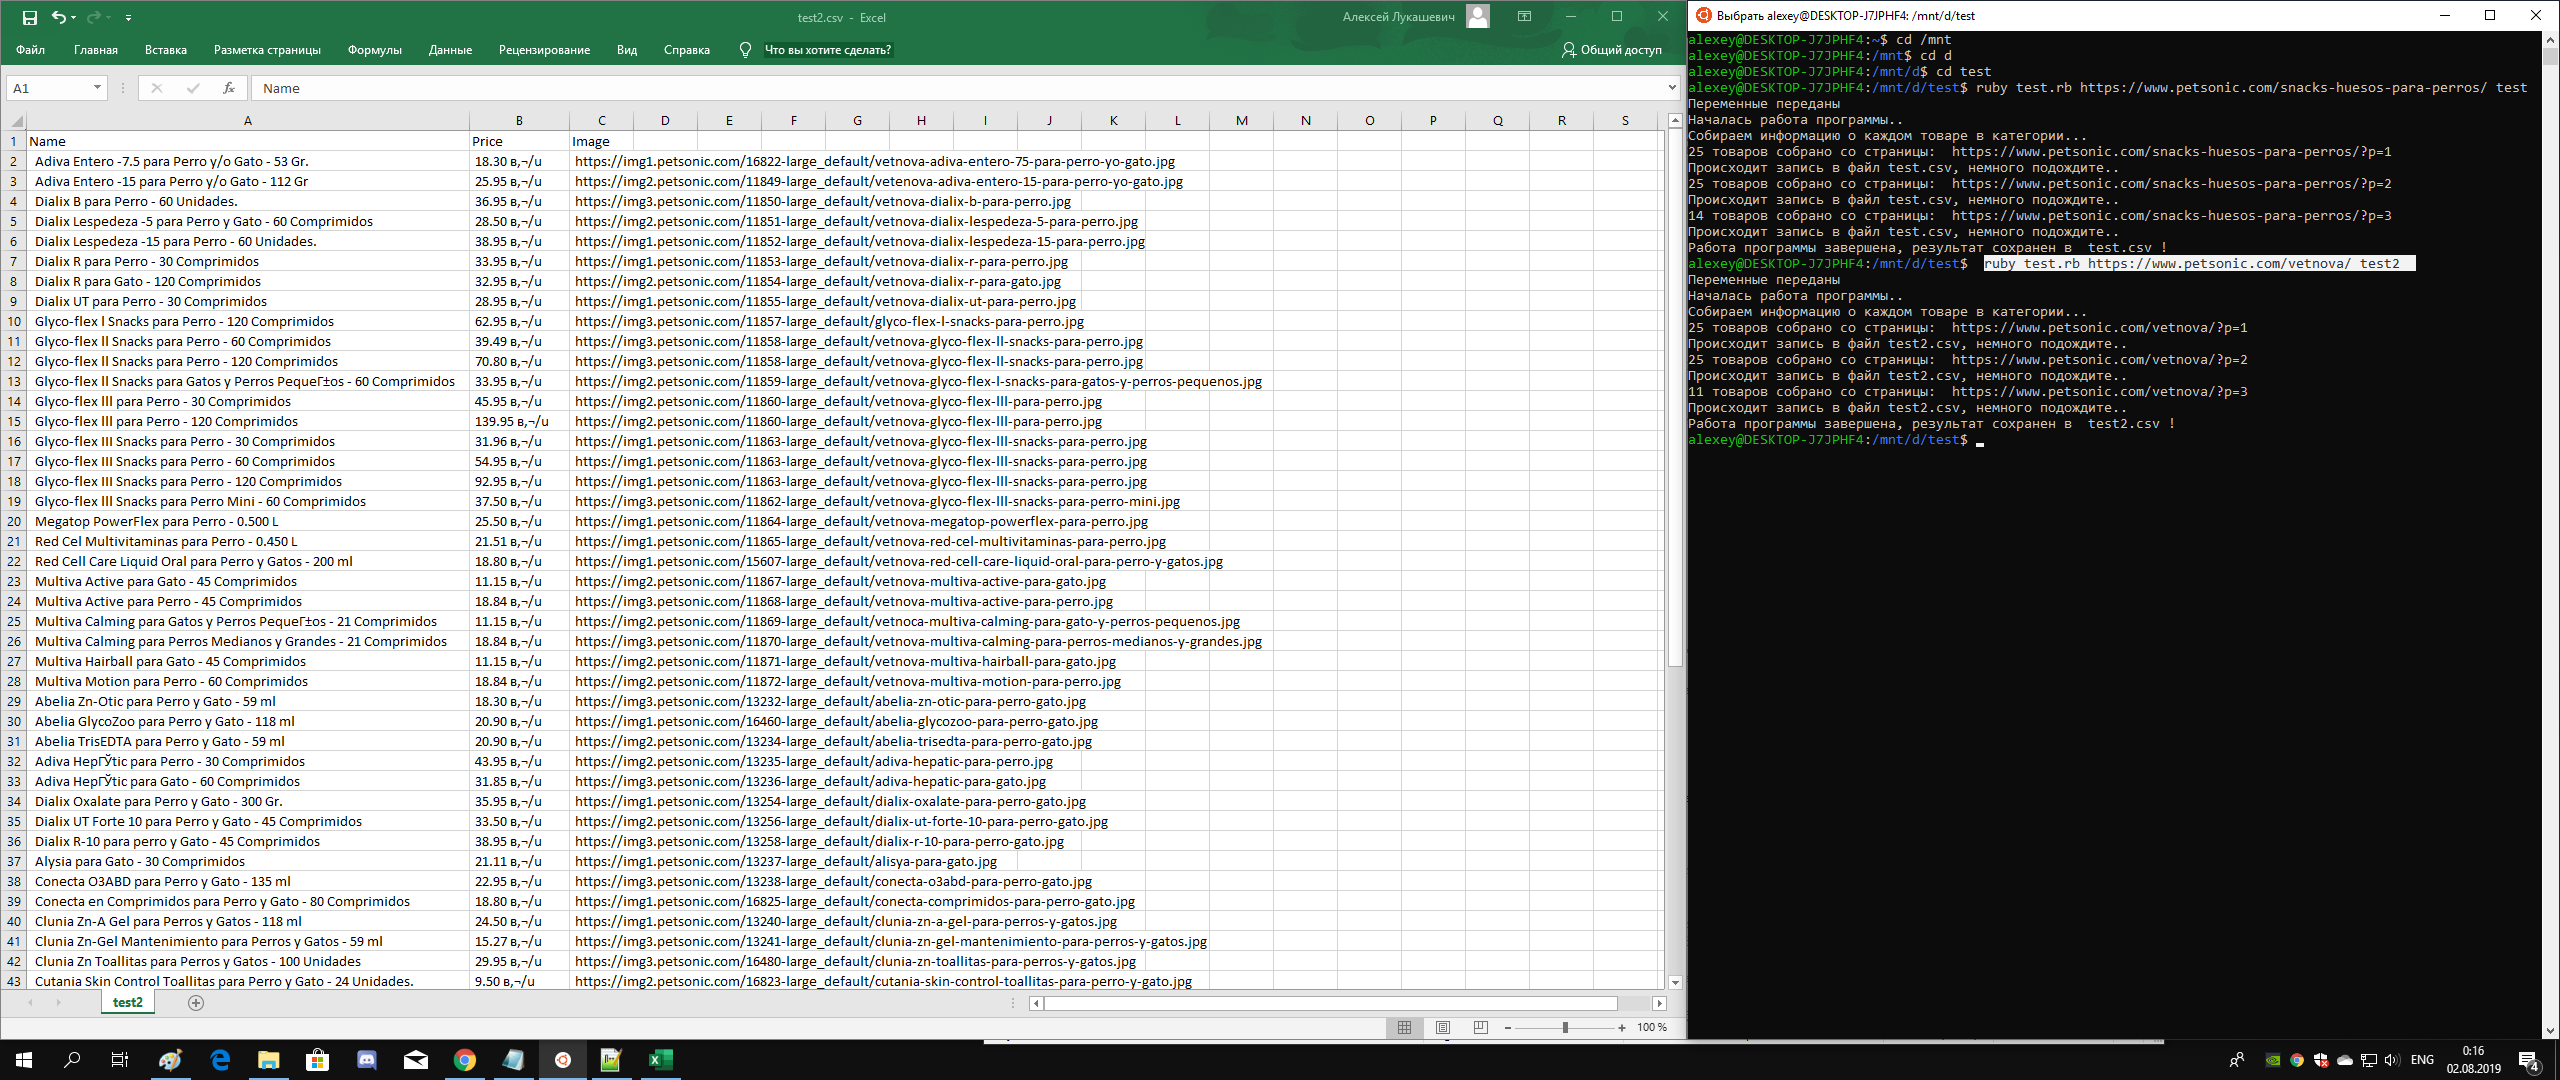 test2.csv - Excel
Алексей Лукашевич
Файл Главная Вставка Разметка страницы Формулы Данные Рецензирование Вид Справка Что вы хотите сделать? Общий доступ
A1 fx Name
A B C D E F G H I J K L M N O P Q R S
1 Name Price Image
2 Adiva Entero -7.5 para Perro y/o Gato - 53 Gr. 18.30 в‚¬/u https://img1.petsonic.com/16822-large_default/vetnova-adiva-entero-75-para-perro-yo-gato.jpg
3 Adiva Entero -15 para Perro y/o Gato - 112 Gr 25.95 в‚¬/u https://img2.petsonic.com/11849-large_default/vetenova-adiva-entero-15-para-perro-yo-gato.jpg
4 Dialix B para Perro - 60 Unidades. 36.95 в‚¬/u https://img3.petsonic.com/11850-large_default/vetnova-dialix-b-para-perro.jpg
5 Dialix Lespedeza -5 para Perro y Gato - 60 Comprimidos 28.50 в‚¬/u https://img2.petsonic.com/11851-large_default/vetnova-dialix-lespedeza-5-para-perro.jpg
6 Dialix Lespedeza -15 para Perro - 60 Unidades. 38.95 в‚¬/u https://img1.petsonic.com/11852-large_default/vetnova-dialix-lespedeza-15-para-perro.jpg
7 Dialix R para Perro - 30 Comprimidos 33.95 в‚¬/u https://img1.petsonic.com/11853-large_default/vetnova-dialix-r-para-perro.jpg
8 Dialix R para Gato - 120 Comprimidos 32.95 в‚¬/u https://img2.petsonic.com/11854-large_default/vetnova-dialix-r-para-gato.jpg
9 Dialix UT para Perro - 30 Comprimidos 28.95 в‚¬/u https://img1.petsonic.com/11855-large_default/vetnova-dialix-ut-para-perro.jpg
10 Glyco-flex l Snacks para Perro - 120 Comprimidos 62.95 в‚¬/u https://img3.petsonic.com/11857-large_default/glyco-flex-l-snacks-para-perro.jpg
11 Glyco-flex ll Snacks para Perro - 60 Comprimidos 39.49 в‚¬/u https://img3.petsonic.com/11858-large_default/vetnova-glyco-flex-ll-snacks-para-perro.jpg
12 Glyco-flex ll Snacks para Perro - 120 Comprimidos 70.80 в‚¬/u https://img3.petsonic.com/11858-large_default/vetnova-glyco-flex-ll-snacks-para-perro.jpg
13 Glyco-flex ll Snacks para Gatos y Perros PequeГ±os - 60 Comprimidos 33.95 в‚¬/u https://img2.petsonic.com/11859-large_default/vetnova-glyco-flex-l-snacks-para-gatos-y-perros-pequenos.jpg
14 Glyco-flex lll para Perro - 30 Comprimidos 45.95 в‚¬/u https://img2.petsonic.com/11860-large_default/vetnova-glyco-flex-lll-para-perro.jpg
15 Glyco-flex lll para Perro - 120 Comprimidos 139.95 в‚¬/u https://img2.petsonic.com/11860-large_default/vetnova-glyco-flex-lll-para-perro.jpg
16 Glyco-flex III Snacks para Perro - 30 Comprimidos 31.96 в‚¬/u https://img1.petsonic.com/11863-large_default/vetnova-glyco-flex-lll-snacks-para-perro.jpg
17 Glyco-flex III Snacks para Perro - 60 Comprimidos 54.95 в‚¬/u https://img1.petsonic.com/11863-large_default/vetnova-glyco-flex-lll-snacks-para-perro.jpg
18 Glyco-flex III Snacks para Perro - 120 Comprimidos 92.95 в‚¬/u https://img1.petsonic.com/11863-large_default/vetnova-glyco-flex-lll-snacks-para-perro.jpg
19 Glyco-flex lll Snacks para Perro Mini - 60 Comprimidos 37.50 в‚¬/u https://img3.petsonic.com/11862-large_default/vetnova-glyco-flex-lll-snacks-para-perro-mini.jpg
20 Megatop PowerFlex para Perro - 0.500 L 25.50 в‚¬/u https://img1.petsonic.com/11864-large_default/vetnova-megatop-powerflex-para-perro.jpg
21 Red Cel Multivitaminas para Perro - 0.450 L 21.51 в‚¬/u https://img1.petsonic.com/11865-large_default/vetnova-red-cel-multivitaminas-para-perro.jpg
22 Red Cell Care Liquid Oral para Perro y Gatos - 200 ml 18.80 в‚¬/u https://img1.petsonic.com/15607-large_default/vetnova-red-cell-care-liquid-oral-para-perro-y-gatos.jpg
23 Multiva Active para Gato - 45 Comprimidos 11.15 в‚¬/u https://img2.petsonic.com/11867-large_default/vetnova-multiva-active-para-gato.jpg
24 Multiva Active para Perro - 45 Comprimidos 18.84 в‚¬/u https://img3.petsonic.com/11868-large_default/vetnova-multiva-active-para-perro.jpg
25 Multiva Calming para Gatos y Perros PequeГ±os - 21 Comprimidos 11.15 в‚¬/u https://img2.petsonic.com/11869-large_default/vetnoca-multiva-calming-para-gato-y-perros-pequenos.jpg
26 Multiva Calming para Perros Medianos y Grandes - 21 Comprimidos 18.84 в‚¬/u https://img3.petsonic.com/11870-large_default/vetnova-multiva-calming-para-perros-medianos-y-grandes.jpg
27 Multiva Hairball para Gato - 45 Comprimidos 11.15 в‚¬/u https://img2.petsonic.com/11871-large_default/vetnova-multiva-hairball-para-gato.jpg
28 Multiva Motion para Perro - 60 Comprimidos 18.84 в‚¬/u https://img2.petsonic.com/11872-large_default/vetnova-multiva-motion-para-perro.jpg
29 Abelia Zn-Otic para Perro y Gato - 59 ml 18.30 в‚¬/u https://img3.petsonic.com/13232-large_default/abelia-zn-otic-para-perro-gato.jpg
30 Abelia GlycoZoo para Perro y Gato - 118 ml 20.90 в‚¬/u https://img1.petsonic.com/16460-large_default/abelia-glycozoo-para-perro-gato.jpg
31 Abelia TrisEDTA para Perro y Gato - 59 ml 20.90 в‚¬/u https://img2.petsonic.com/13234-large_default/abelia-trisedta-para-perro-gato.jpg
32 Adiva HepГЎtic para Perro - 30 Comprimidos 43.95 в‚¬/u https://img2.petsonic.com/13235-large_default/adiva-hepatic-para-perro.jpg
33 Adiva HepГЎtic para Gato - 60 Comprimidos 31.85 в‚¬/u https://img3.petsonic.com/13236-large_default/adiva-hepatic-para-gato.jpg
34 Dialix Oxalate para Perro y Gato - 300 Gr. 35.95 в‚¬/u https://img1.petsonic.com/13254-large_default/dialix-oxalate-para-perro-gato.jpg
35 Dialix UT Forte 10 para Perro y Gato - 45 Comprimidos 33.50 в‚¬/u https://img2.petsonic.com/13256-large_default/dialix-ut-forte-10-para-perro-gato.jpg
36 Dialix R-10 para perro y Gato - 45 Comprimidos 38.95 в‚¬/u https://img3.petsonic.com/13258-large_default/dialix-r-10-para-perro-gato.jpg
37 Alysia para Gato - 30 Comprimidos 21.11 в‚¬/u https://img1.petsonic.com/13237-large_default/alisya-para-gato.jpg
38 Conecta O3ABD para Perro y Gato - 135 ml 22.95 в‚¬/u https://img3.petsonic.com/13238-large_default/conecta-o3abd-para-perro-gato.jpg
39 Conecta en Comprimidos para Perro y Gato - 80 Comprimidos 18.80 в‚¬/u https://img1.petsonic.com/16825-large_default/conecta-comprimidos-para-perro-gato.jpg
40 Clunia Zn-A Gel para Perros y Gatos - 118 ml 24.50 в‚¬/u https://img1.petsonic.com/13240-large_default/clunia-zn-a-gel-para-perros-y-gatos.jpg
41 Clunia Zn-Gel Mantenimiento para Perros y Gatos - 59 ml 15.27 в‚¬/u https://img3.petsonic.com/13241-large_default/clunia-zn-gel-mantenimiento-para-perros-y-gatos.jpg
42 Clunia Zn Toallitas para Perros y Gatos - 100 Unidades 29.95 в‚¬/u https://img3.petsonic.com/16480-large_default/clunia-zn-toallitas-para-perros-y-gatos.jpg
43 Cutania Skin Control Toallitas para Perro y Gato - 24 Unidades. 9.50 в‚¬/u https://img2.petsonic.com/16823-large_default/cutania-skin-control-toallitas-para-perro-y-gato.jpg
test2
100 %
Выбрать alexey@DESKTOP-J7JPHF4: /mnt/d/test
alexey@DESKTOP-J7JPHF4:~$ cd /mnt
alexey@DESKTOP-J7JPHF4:/mnt$ cd d
alexey@DESKTOP-J7JPHF4:/mnt/d$ cd test
alexey@DESKTOP-J7JPHF4:/mnt/d/test$ ruby test.rb https://www.petsonic.com/snacks-huesos-para-perros/ test
Переменные переданы
Началась работа программы..
Собираем информацию о каждом товаре в категории...
25 товаров собрано со страницы: https://www.petsonic.com/snacks-huesos-para-perros/?p=1
Происходит запись в файл test.csv, немного подождите..
25 товаров собрано со страницы: https://www.petsonic.com/snacks-huesos-para-perros/?p=2
Происходит запись в файл test.csv, немного подождите..
14 товаров собрано со страницы: https://www.petsonic.com/snacks-huesos-para-perros/?p=3
Происходит запись в файл test.csv, немного подождите..
Работа программы завершена, результат сохранен в test.csv !
alexey@DESKTOP-J7JPHF4:/mnt/d/test$ ruby test.rb https://www.petsonic.com/vetnova/ test2
Переменные переданы
Началась работа программы..
Собираем информацию о каждом товаре в категории...
25 товаров собрано со страницы: https://www.petsonic.com/vetnova/?p=1
Происходит запись в файл test2.csv, немного подождите..
25 товаров собрано со страницы: https://www.petsonic.com/vetnova/?p=2
Происходит запись в файл test2.csv, немного подождите..
11 товаров собрано со страницы: https://www.petsonic.com/vetnova/?p=3
Происходит запись в файл test2.csv, немного подождите..
Работа программы завершена, результат сохранен в test2.csv !
alexey@DESKTOP-J7JPHF4:/mnt/d/test$
ENG
0:16
02.08.2019
4